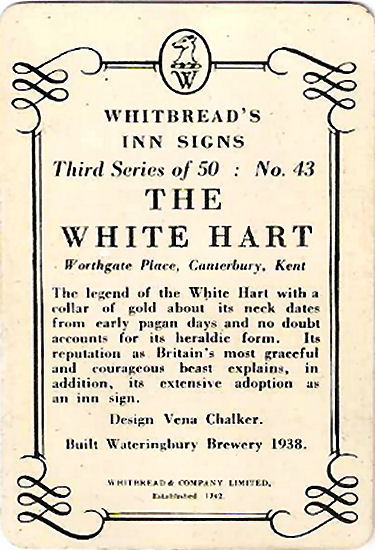 W
WHITBREAD'S
INN SIGNS
Third Series of 50 : No. 43
THE
WHITE HART
Worthgate Place, Canterbury, Kent
The legend of the White Hart with a
collar of gold about its neck dates
from early pagan days and no doubt
accounts for its heraldic form. Its
reputation as Britain's most graceful
and courageous beast explains, in
addition, its extensive adoption as
an inn sign.
Design Vena Chalker.
Built Wateringbury Brewery 1938.
WHITBREAD & COMPANY LIMITED,
Established 1742.